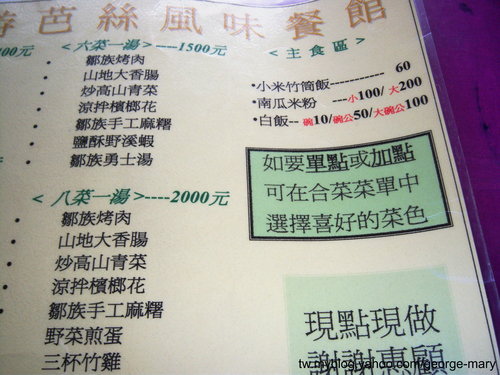 芭絲風味餐館
00元
<六菜一湯>----1500元
鄒族烤肉
山地大香腸
炒高山青菜
涼拌檳榔花
鄒族手工麻糬
鹽酥野溪蝦
鄒族勇士湯
<八菜一湯>----2000元
鄒族烤肉
山地大香腸
炒高山青菜
涼拌檳榔花
鄒族手工麻糬
野菜煎蛋
三杯竹雞
<主食區>
•小米竹筒飯----------- 60
•南瓜米粉 ---小100/ 大200
•白飯--碗10/碗公50/大碗公100
如要單點或加點
可在合菜菜單中
選擇喜好的菜色
現點現做
謝謝惠顧
tw.myblog.yahoo.com/george-mary